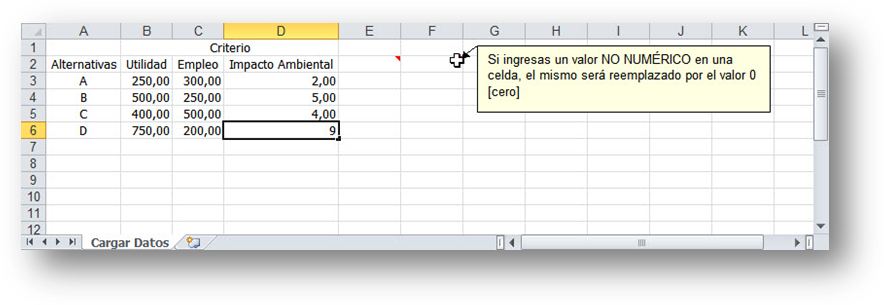 A B C D E F G H I J K L
1 Criterio
2 Alternativas Utilidad Empleo Impacto Ambiental
3 A 250,00 300,00 2,00
4 B 500,00 250,00 5,00
5 C 400,00 500,00 4,00
6 D 750,00 200,00 9
7
8
9
10
11
12
Si ingresas un valor NO NUMÉRICO en una
celda, el mismo será reemplazado por el valor 0
[cero]
Cargar Datos